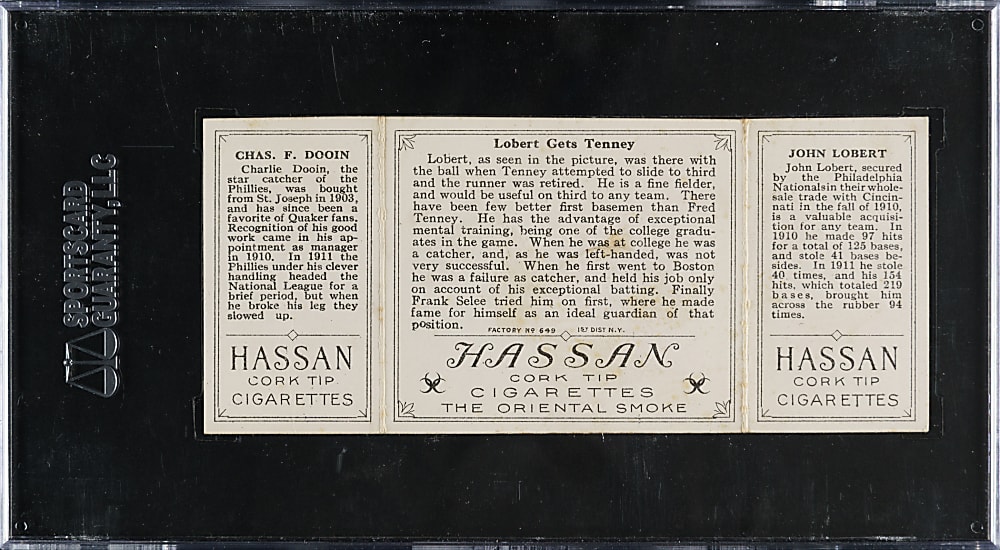 SPORTSCARD
GUARANTY, LLC
CHAS. F. DOOIN
Charlie Dooin, the
star catcher of the
Phillies, was bought
from St. Joseph in 1903,
and has since been a
favorite of Quaker fans.
Recognition of his good
work came in his ap-
pointment as manager
in 1910. In 1911 the
Phillies under his clever
handling headed the
National League for a
brief period, but when
he broke his leg they
slowed up.
HASSAN
CORK TIP
CIGARETTES
Lobert Gets Tenney
Lobert, as seen in the picture, was there with
the ball when Tenney attempted to slide to third
and the runner was retired. He is a fine fielder,
and would be useful on third to any team. There
have been few better first basemen than Fred
Tenney. He has the advantage of exceptional
mental training, being one of the college gradu-
ates in the game. When he was at college he was
a catcher, and, as he was left-handed, was not
very successful. When he first went to Boston
he was a failure as catcher, and held his job only
on account of his exceptional batting. Finally
Frank Selee tried him on first, where he made
fame for himself as an ideal guardian of that
position.
FACTORY Nº 649 1ST DIST N.Y.
HASSAN
CORK TIP
CIGARETTES
THE ORIENTAL SMOKE
JOHN LOBERT
John Lobert, secured
by the Philadelphia
Nationals in their whole-
sale trade with Cincin-
nati in the fall of 1910,
is a valuable acquisi-
tion for any team. In
1910 he made 97 hits
for a total of 125 bases,
and stole 41 bases be-
sides. In 1911 he stole
40 times, and his 154
hits, which totaled 219
bases, brought him
across the rubber 94
times.
HASSAN
CORK TIP
CIGARETTES